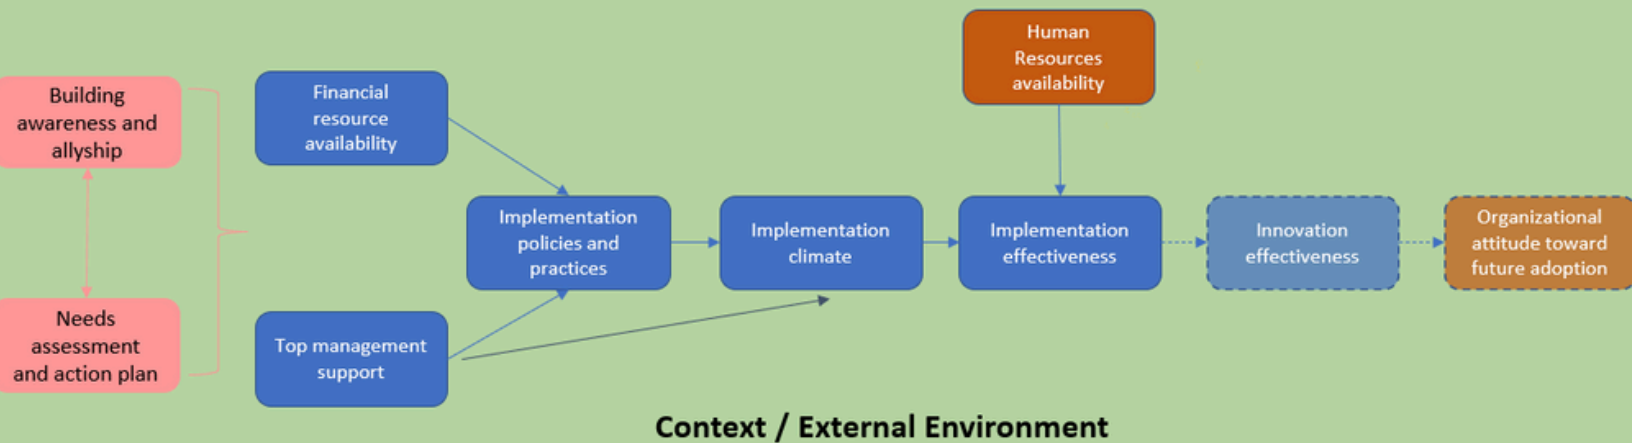 Human
Resources
availability
Building
awareness and
allyship
Financial
resource
availability
Implementation
policies and
practices
Implementation
climate
Implementation
effectiveness
Innovation
effectiveness
Organizational
attitude toward
future adoption
Needs
assessment
and action plan
Top management
support
Context / External Environment